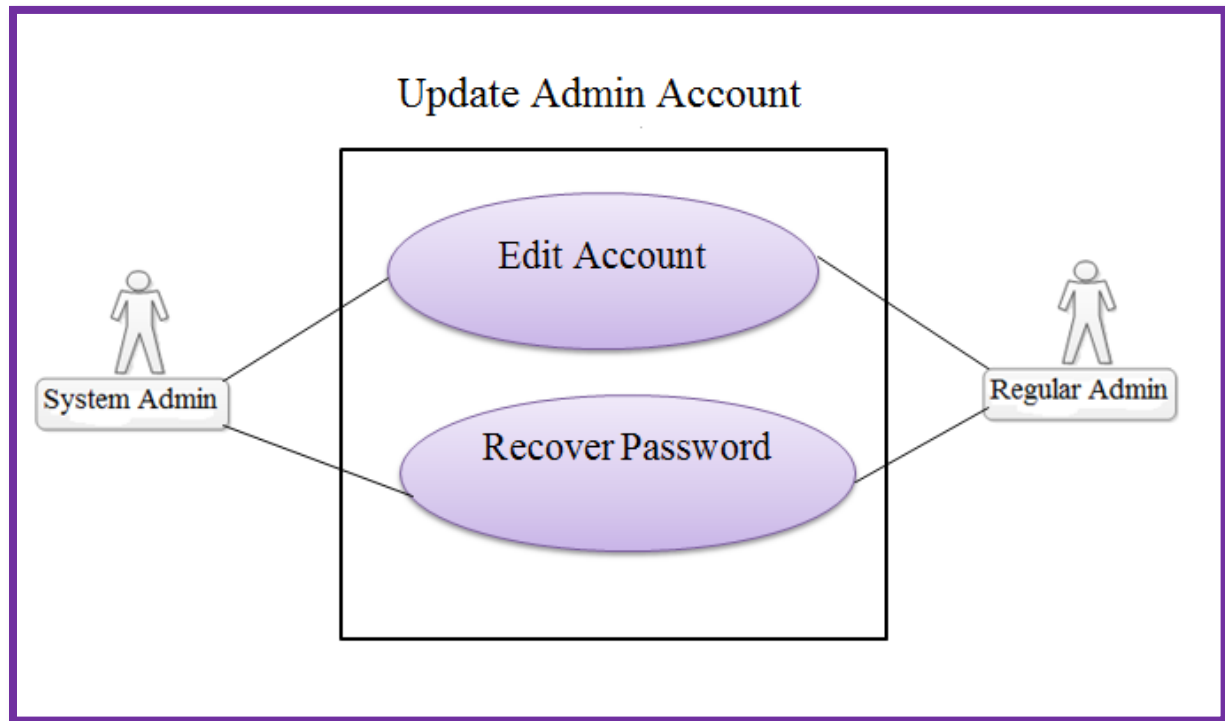 Update Admin Account
Edit Account
System Admin
Regular Admin
Recover Password